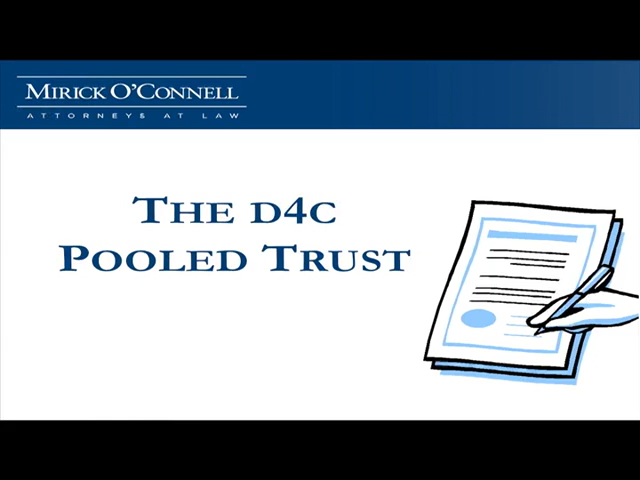 MIRICK O'CONNELL
ATTORNEYS AT LAW
THE D4C
POOLED TRUST